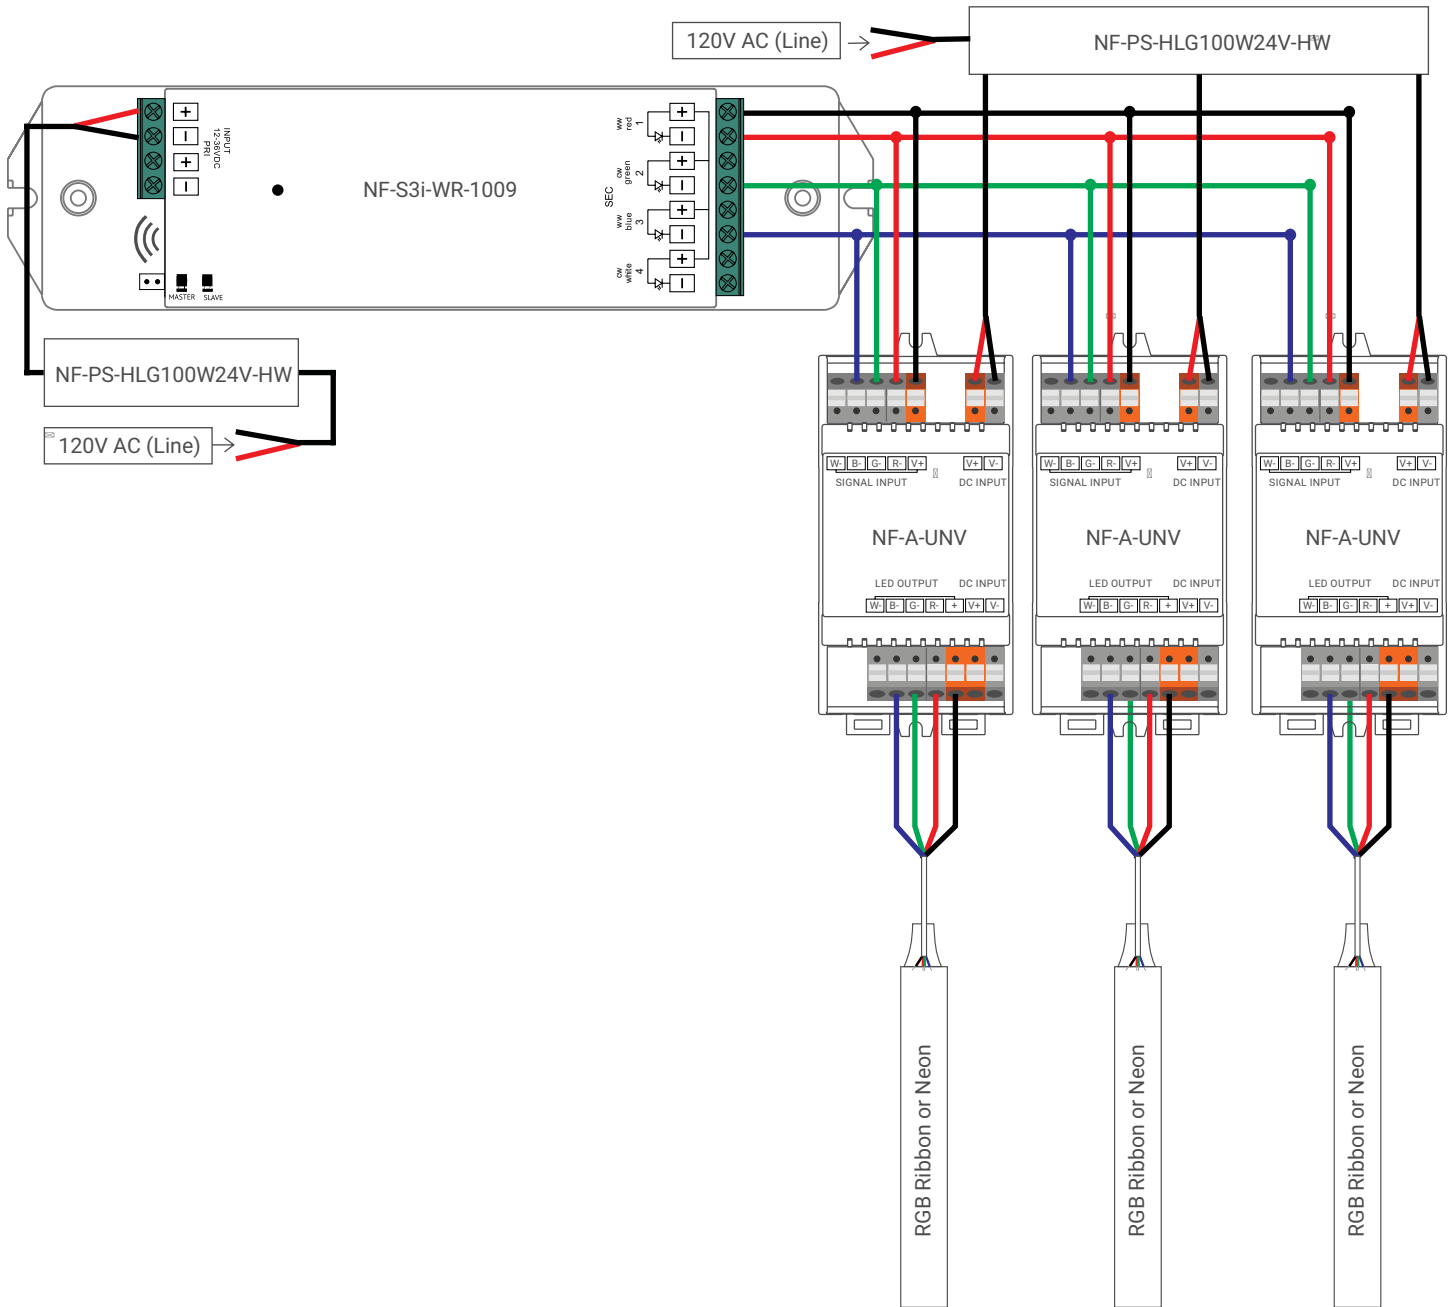 120V AC (Line)
NF-PS-HLG100W24V-HW
+
−
+
−
INPUT
12-36VDC
PRI
NF-S3i-WR-1009
SEC
ww
red
1
cw
green
2
ww
blue
3
cw
white
4
+
−
+
−
+
−
+
−
MASTER
SLAVE
NF-PS-HLG100W24V-HW
120V AC (Line)
W- B- G- R- V+ V+ V-
SIGNAL INPUT DC INPUT
NF-A-UNV
LED OUTPUT DC INPUT
W- B- G- R- + V+ V-
W- B- G- R- V+ V+ V-
SIGNAL INPUT DC INPUT
NF-A-UNV
LED OUTPUT DC INPUT
W- B- G- R- + V+ V-
W- B- G- R- V+ V+ V-
SIGNAL INPUT DC INPUT
NF-A-UNV
LED OUTPUT DC INPUT
W- B- G- R- + V+ V-
RGB Ribbon or Neon
RGB Ribbon or Neon
RGB Ribbon or Neon